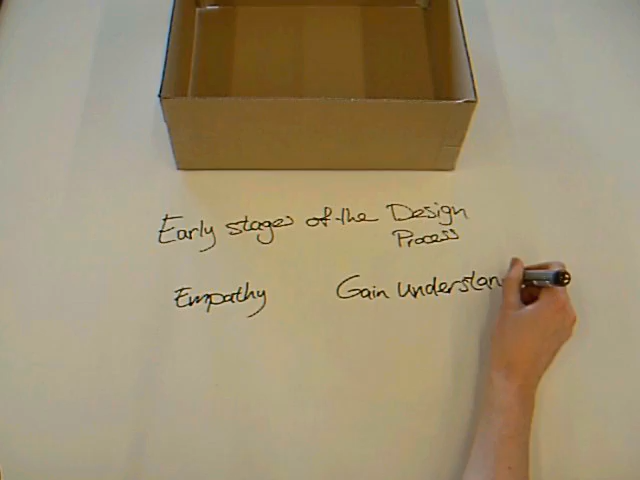 Early stages of the Design
Process
Empathy Gain Understan